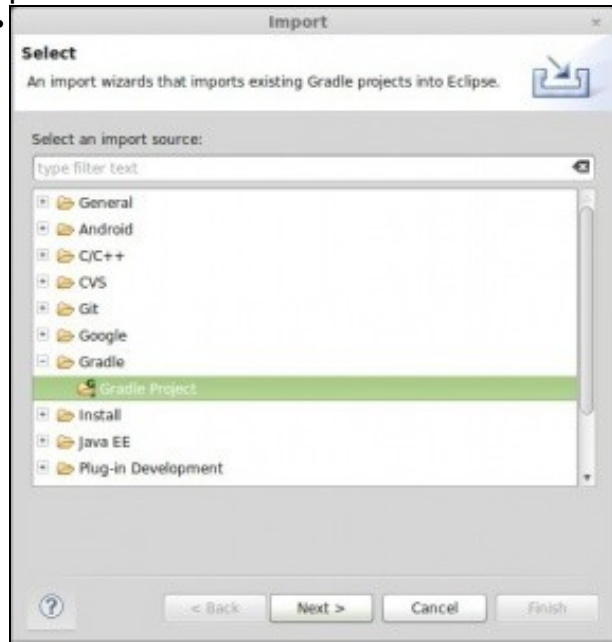 Import
Select
An import wizards that imports existing Gradle projects into Eclipse.
Select an import source:
type filter text
General
Android
C/C++
CVS
Git
Google
Gradle
Gradle Project
Install
Java EE
Plug-in Development
? < Back Next > Cancel Finish